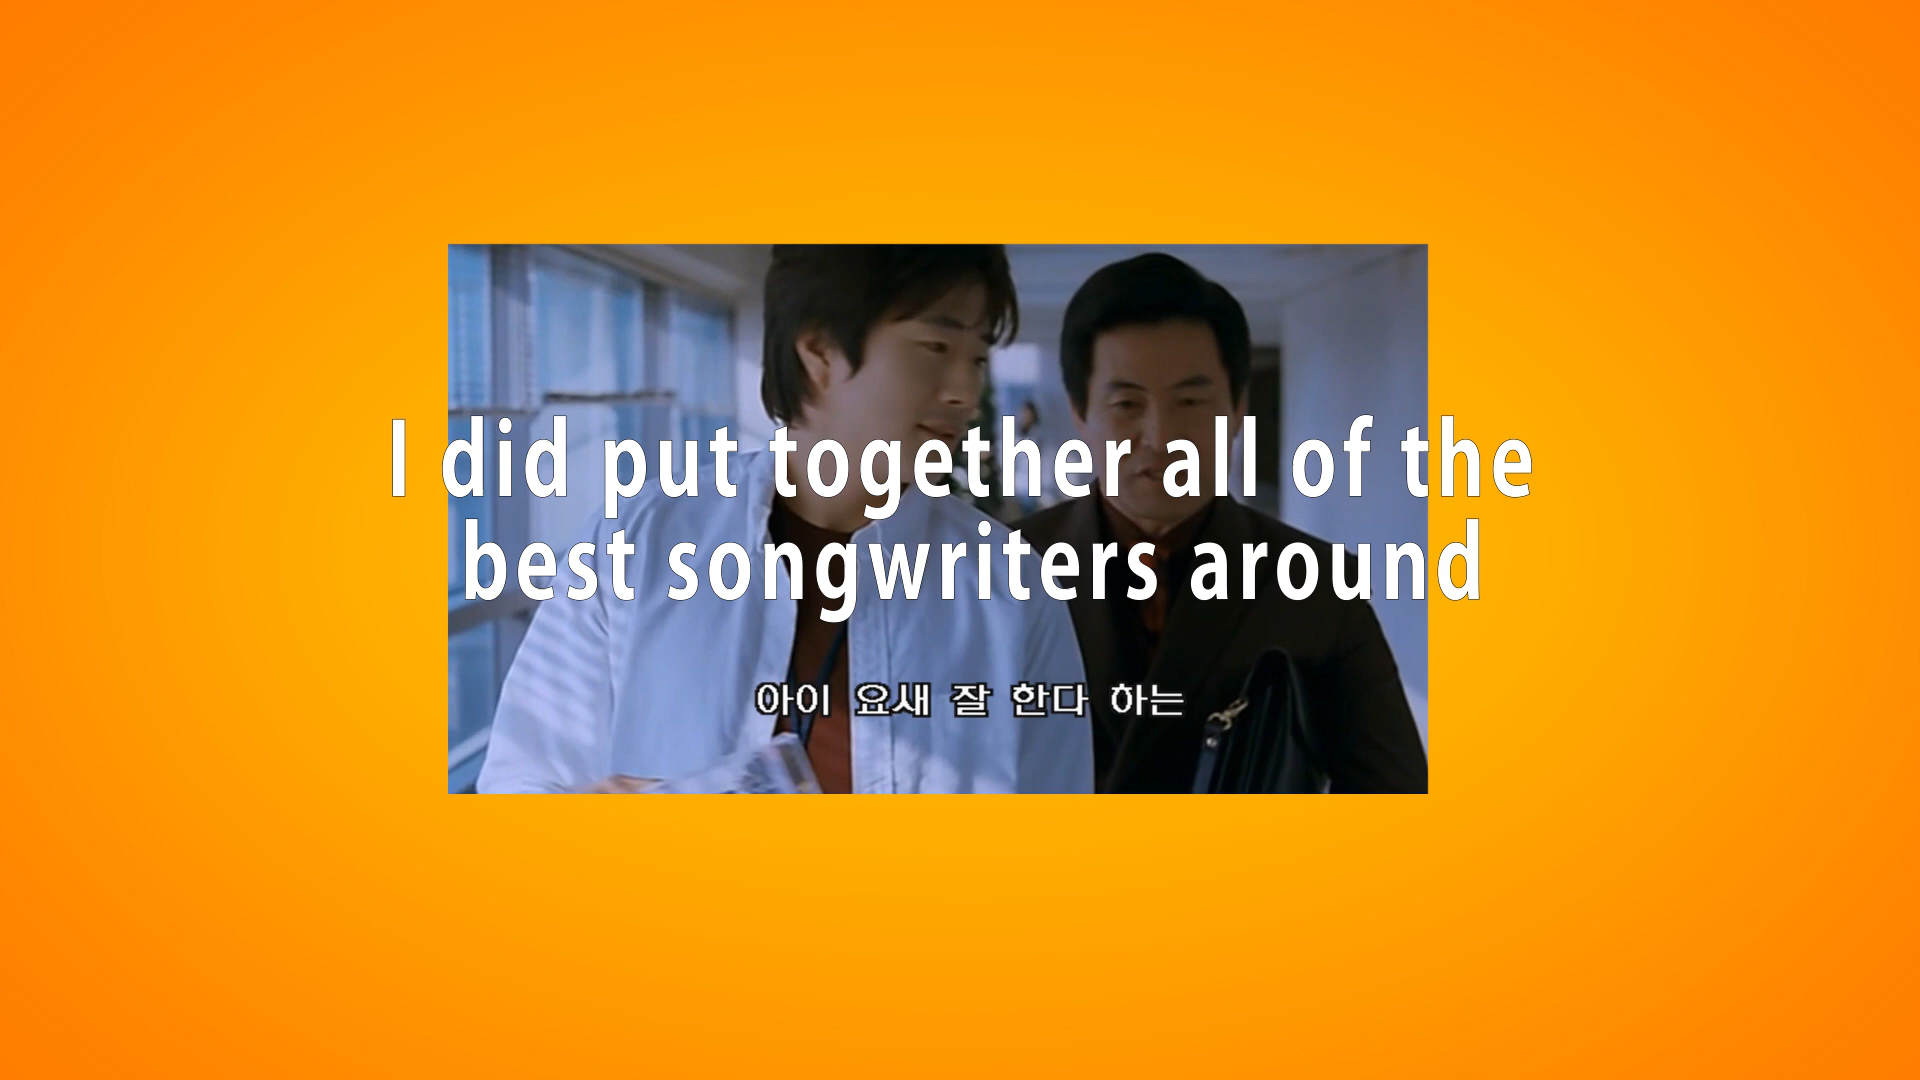 I did put together all of the
best songwriters around
아이 요새 잘 한다 하는